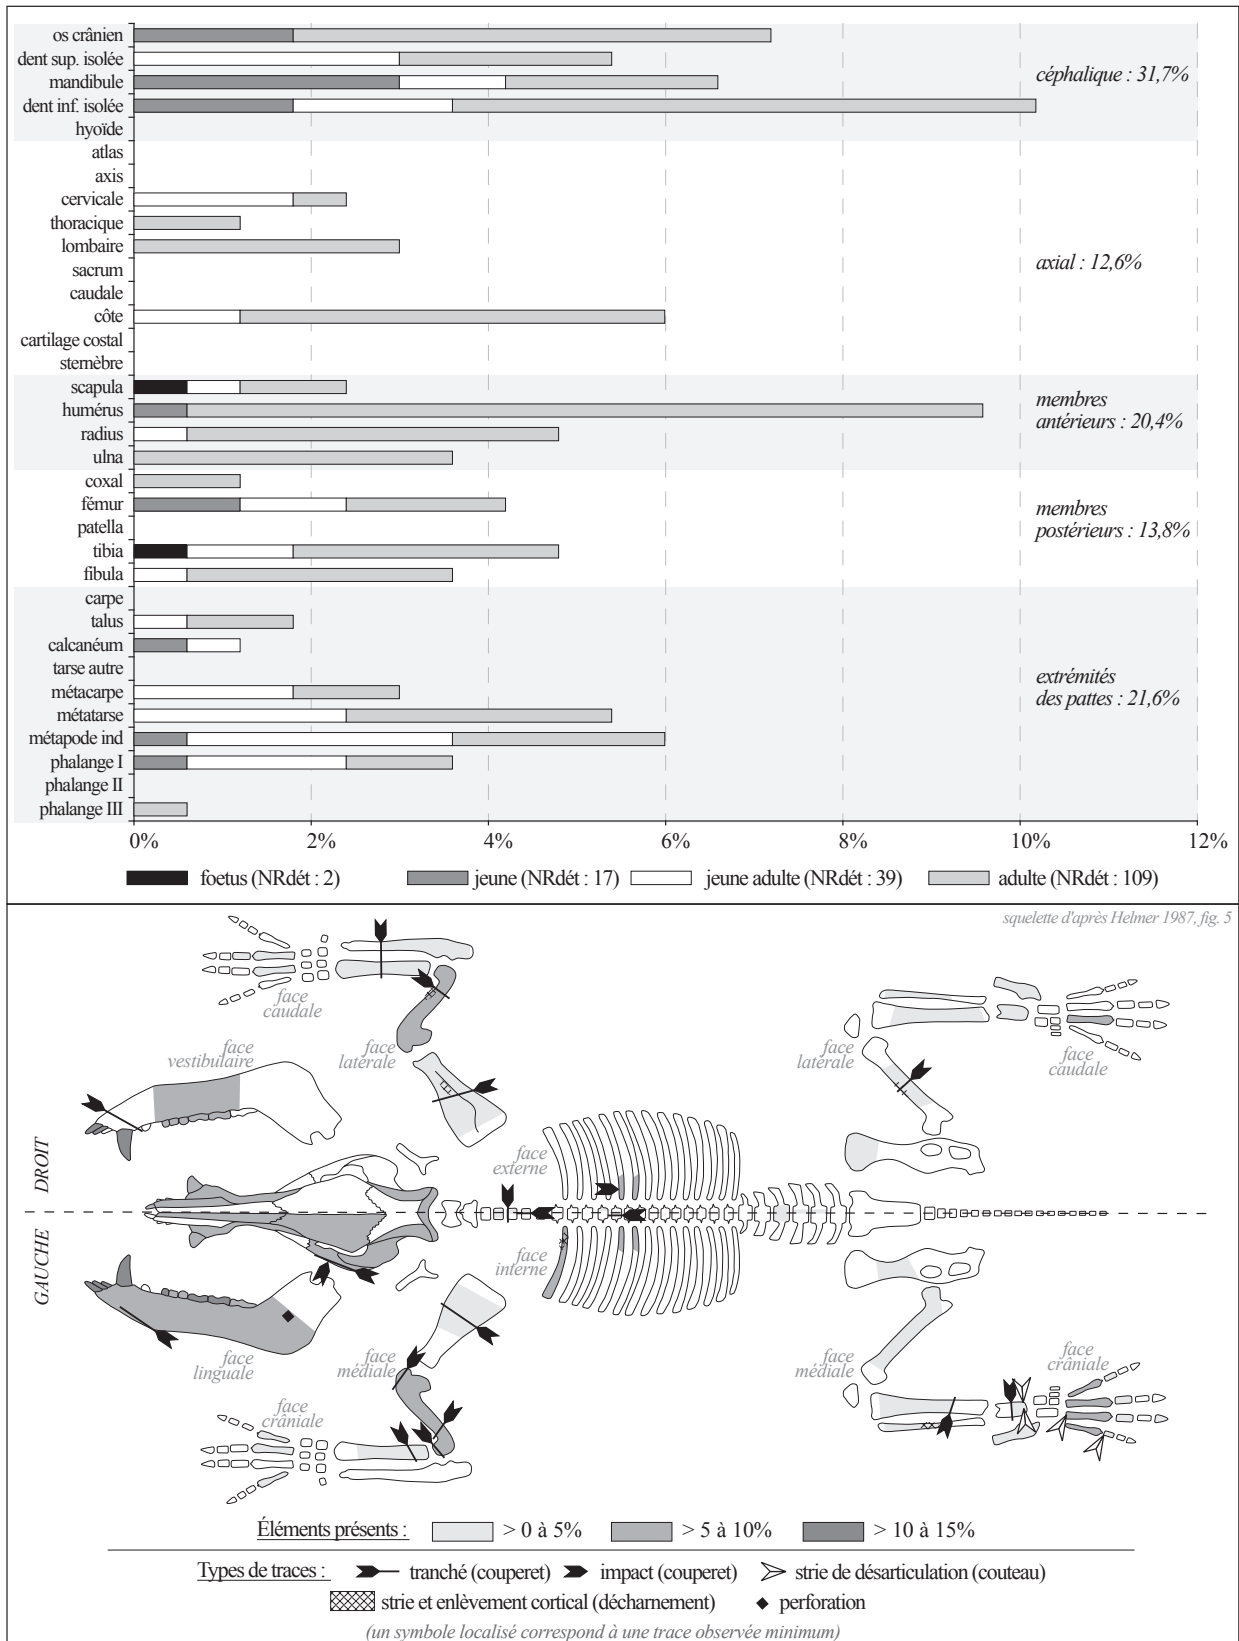 os crânien
dent sup. isolée
mandibule
céphalique : 31,7%
dent inf. isolée
hyoïde
atlas
axis
cervicale
thoracique
lombaire
axial : 12,6%
sacrum
caudale
côte
cartilage costal
sternèbre
scapula
membres
antérieurs : 20,4%
humérus
radius
ulna
coxal
fémur
membres
postérieurs : 13,8%
patella
tibia
fibula
carpe
talus
calcanéum
tarse autre
extrémités
des pattes : 21,6%
métacarpe
métatarse
métapode ind
phalange I
phalange II
phalange III
0% 2% 4% 6% 8% 10% 12%
foetus (NRdét : 2) jeune (NRdét : 17) jeune adulte (NRdét : 39) adulte (NRdét : 109)
squelette d'après Helmer 1987, fig. 5
face
caudale
face
vestibulaire
face
latérale
face
latérale
face
caudale
DROIT
face
externe
GAUCHE
face
interne
face
linguale
face
médiale
face
médiale
face
crâniale
face
crâniale
Éléments présents : > 0 à 5% > 5 à 10% > 10 à 15%
Types de traces : tranché (couperet) impact (couperet) strie de désarticulation (couteau)
strie et enlèvement cortical (décharnement) perforation
(un symbole localisé correspond à une trace observée minimum)